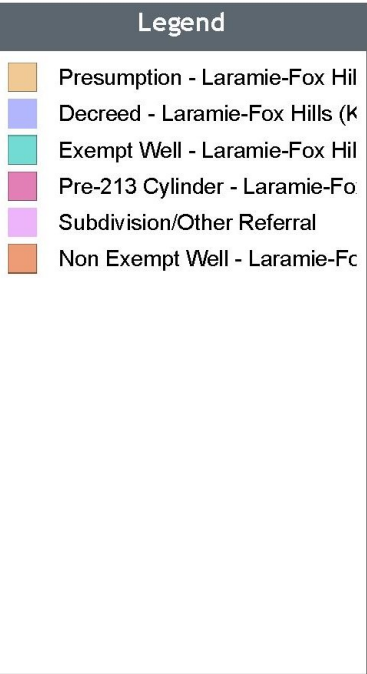 Legend
Presumption - Laramie-Fox Hil
Decreed - Laramie-Fox Hills (K
Exempt Well - Laramie-Fox Hil
Pre-213 Cylinder - Laramie-Fo
Subdivision/Other Referral
Non Exempt Well - Laramie-Fo